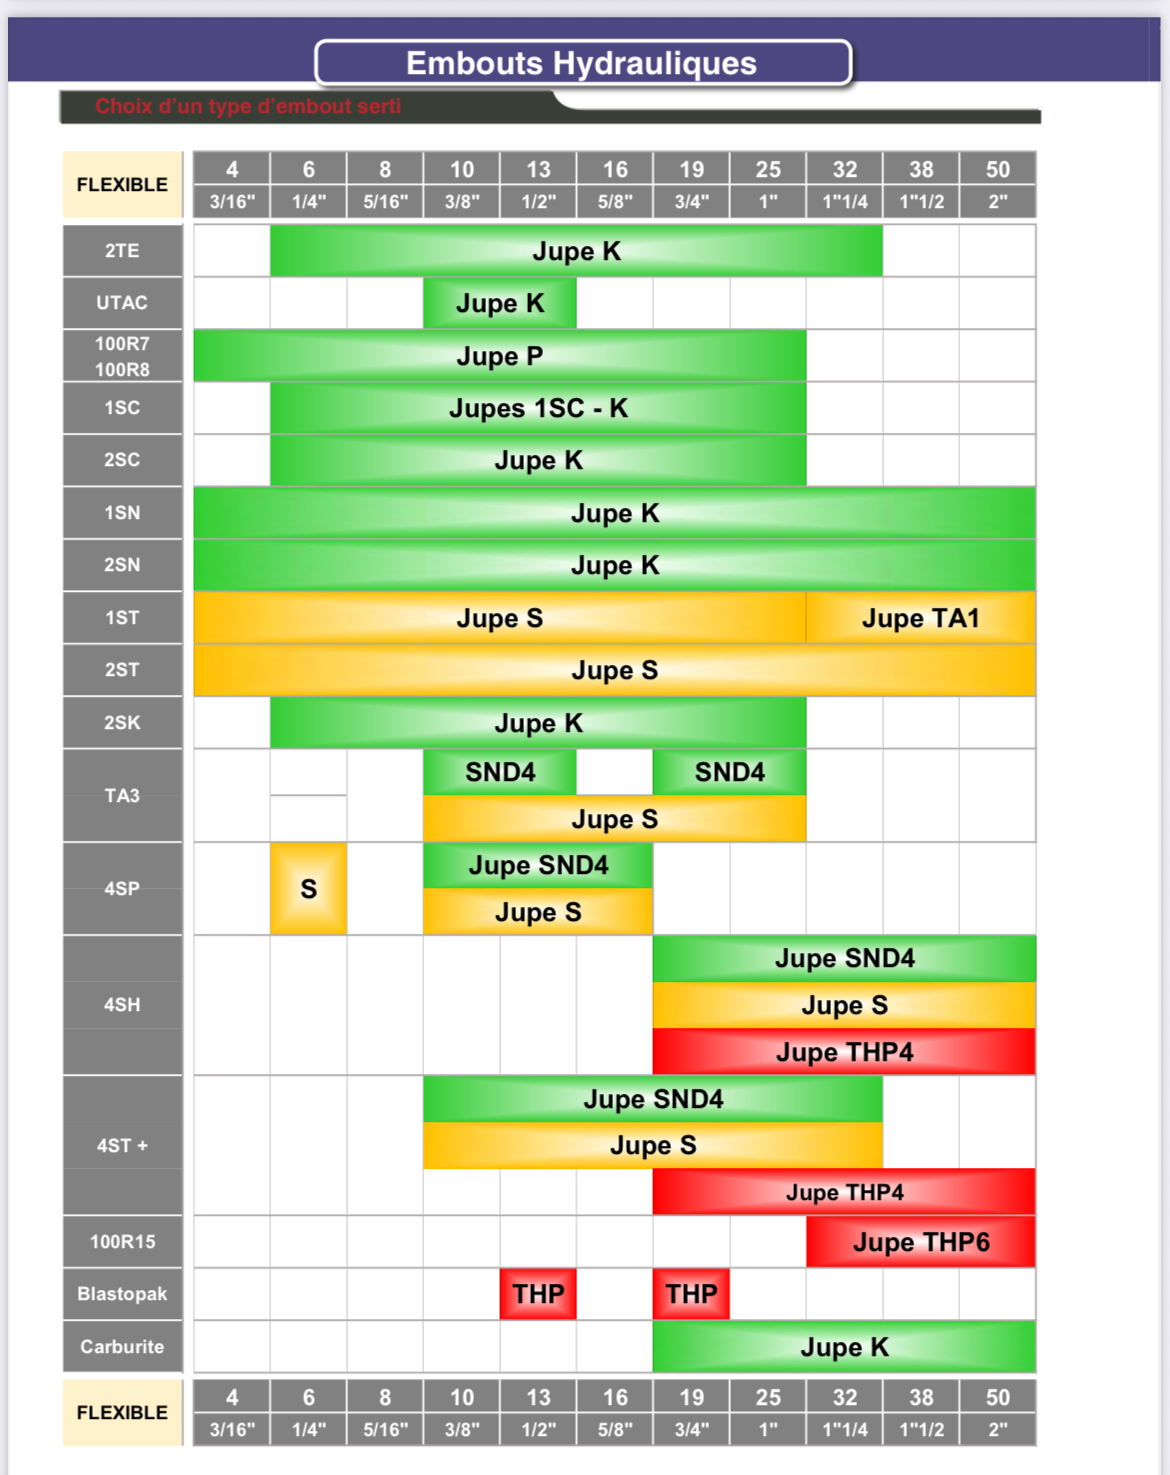 Embouts Hydrauliques
Choix d'un type d'embout serti
FLEXIBLE
4 6 8 10 13 16 19 25 32 38 50
3/16" 1/4" 5/16" 3/8" 1/2" 5/8" 3/4" 1" 1"1/4 1"1/2 2"
2TE Jupe K
UTAC Jupe K
100R7
100R8
Jupe P
1SC Jupes 1SC - K
2SC Jupe K
1SN Jupe K
2SN Jupe K
1ST Jupe S Jupe TA1
2ST Jupe S
2SK Jupe K
TA3
SND4 SND4
Jupe S
4SP
S
Jupe SND4
Jupe S
4SH
Jupe SND4
Jupe S
Jupe THP4
4ST +
Jupe SND4
Jupe S
Jupe THP4
100R15 Jupe THP6
Blastopak THP THP
Carburite Jupe K
FLEXIBLE
4 6 8 10 13 16 19 25 32 38 50
3/16" 1/4" 5/16" 3/8" 1/2" 5/8" 3/4" 1" 1"1/4 1"1/2 2"